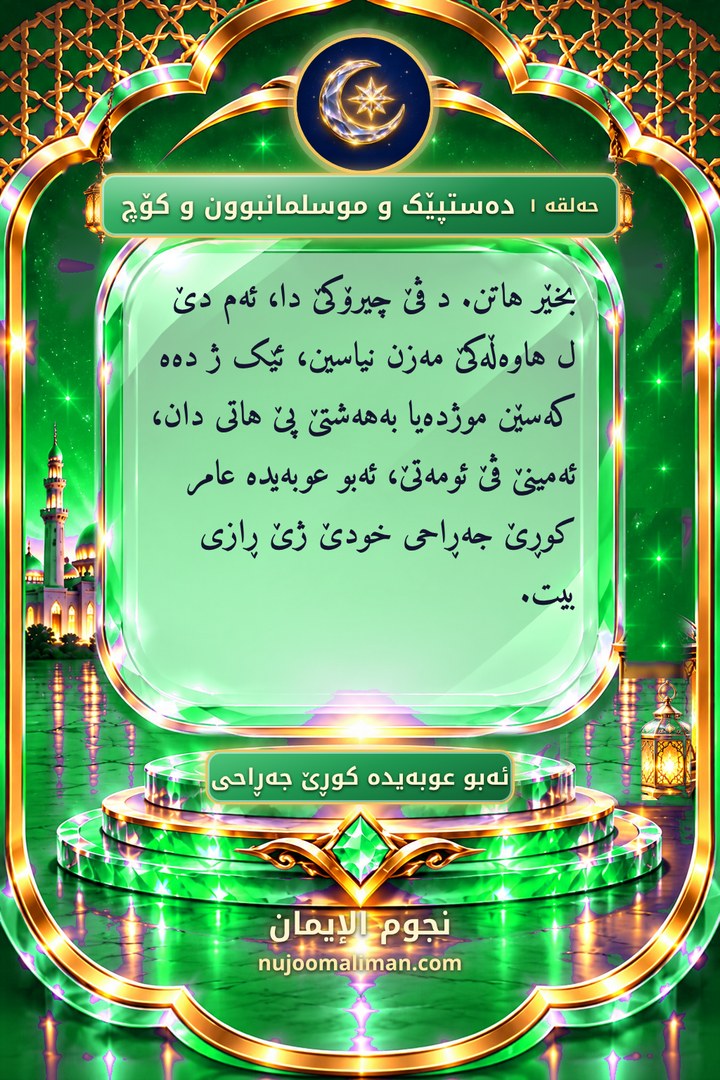 حەلقە ١ دەستپێک و موسلمانبوون و کۆچ
بخێر هاتن. د ڤێ چیرۆکێ دا، ئەم دێ
ل هاوەڵەکێ مەزن نیاسین، ئێک ژ دەە
کەسێن موژدەیا بەهەشتێ پێ هاتی دان،
ئەمینێ ڤێ ئومەتێ، ئەبو عوبەیدە عامر
کوڕێ جەڕاحی خودێ ژێ ڕازی
بیت.
ئەبو عوبەیدە کوڕێ جەڕاحی
نجوم الإيمان
nujoomaliman.com